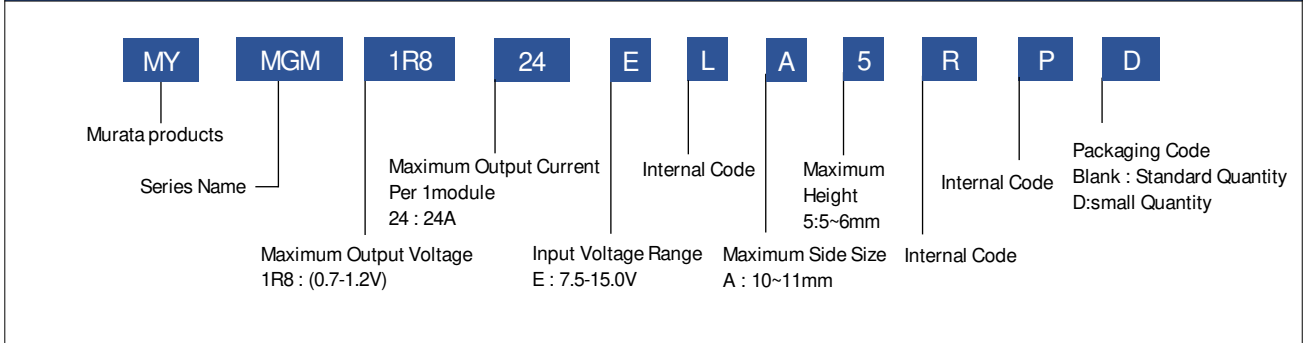 MY MGM 1R8 24 E L A 5 R P D
Murata products
Series Name
Maximum Output Voltage
1R8 : (0.7-1.2V)
Maximum Output Current
Per 1module
24 : 24A
Input Voltage Range
E : 7.5-15.0V
Internal Code
Maximum Side Size
A : 10~11mm
Maximum
Height
5:5~6mm
Internal Code
Internal Code
Packaging Code
Blank : Standard Quantity
D:small Quantity